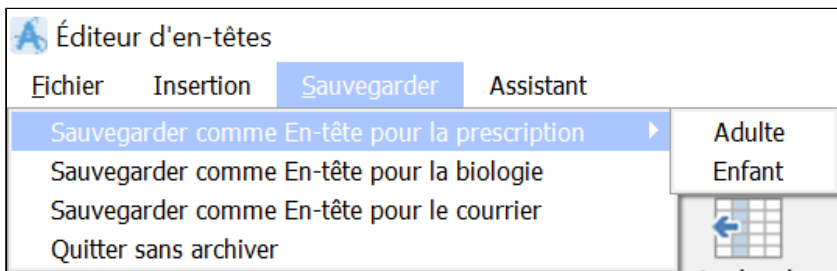 Éditeur d'en-têtes
Fichier Insertion Sauvegarder Assistant
Sauvegarder comme En-tête pour la prescription Adulte
Sauvegarder comme En-tête pour la biologie Enfant
Sauvegarder comme En-tête pour le courrier
Quitter sans archiver